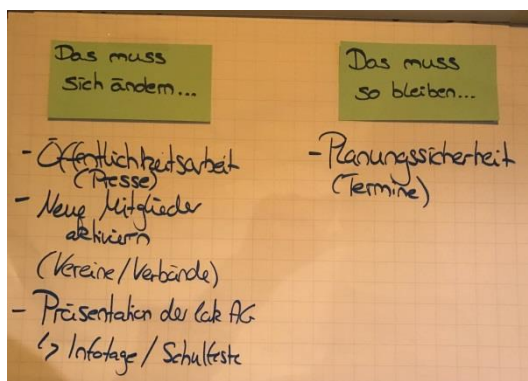 Das muss
sich ändern...
- Öffentlichkeitsarbeit
(Presse)
- Neue Mitglieder
aktivieren
(Vereine/Verbände)
- Präsentation der LAK AG
↳ Infotage / Schulfeste
Das muss
so bleiben...
- Planungssicherheit
(Termine)